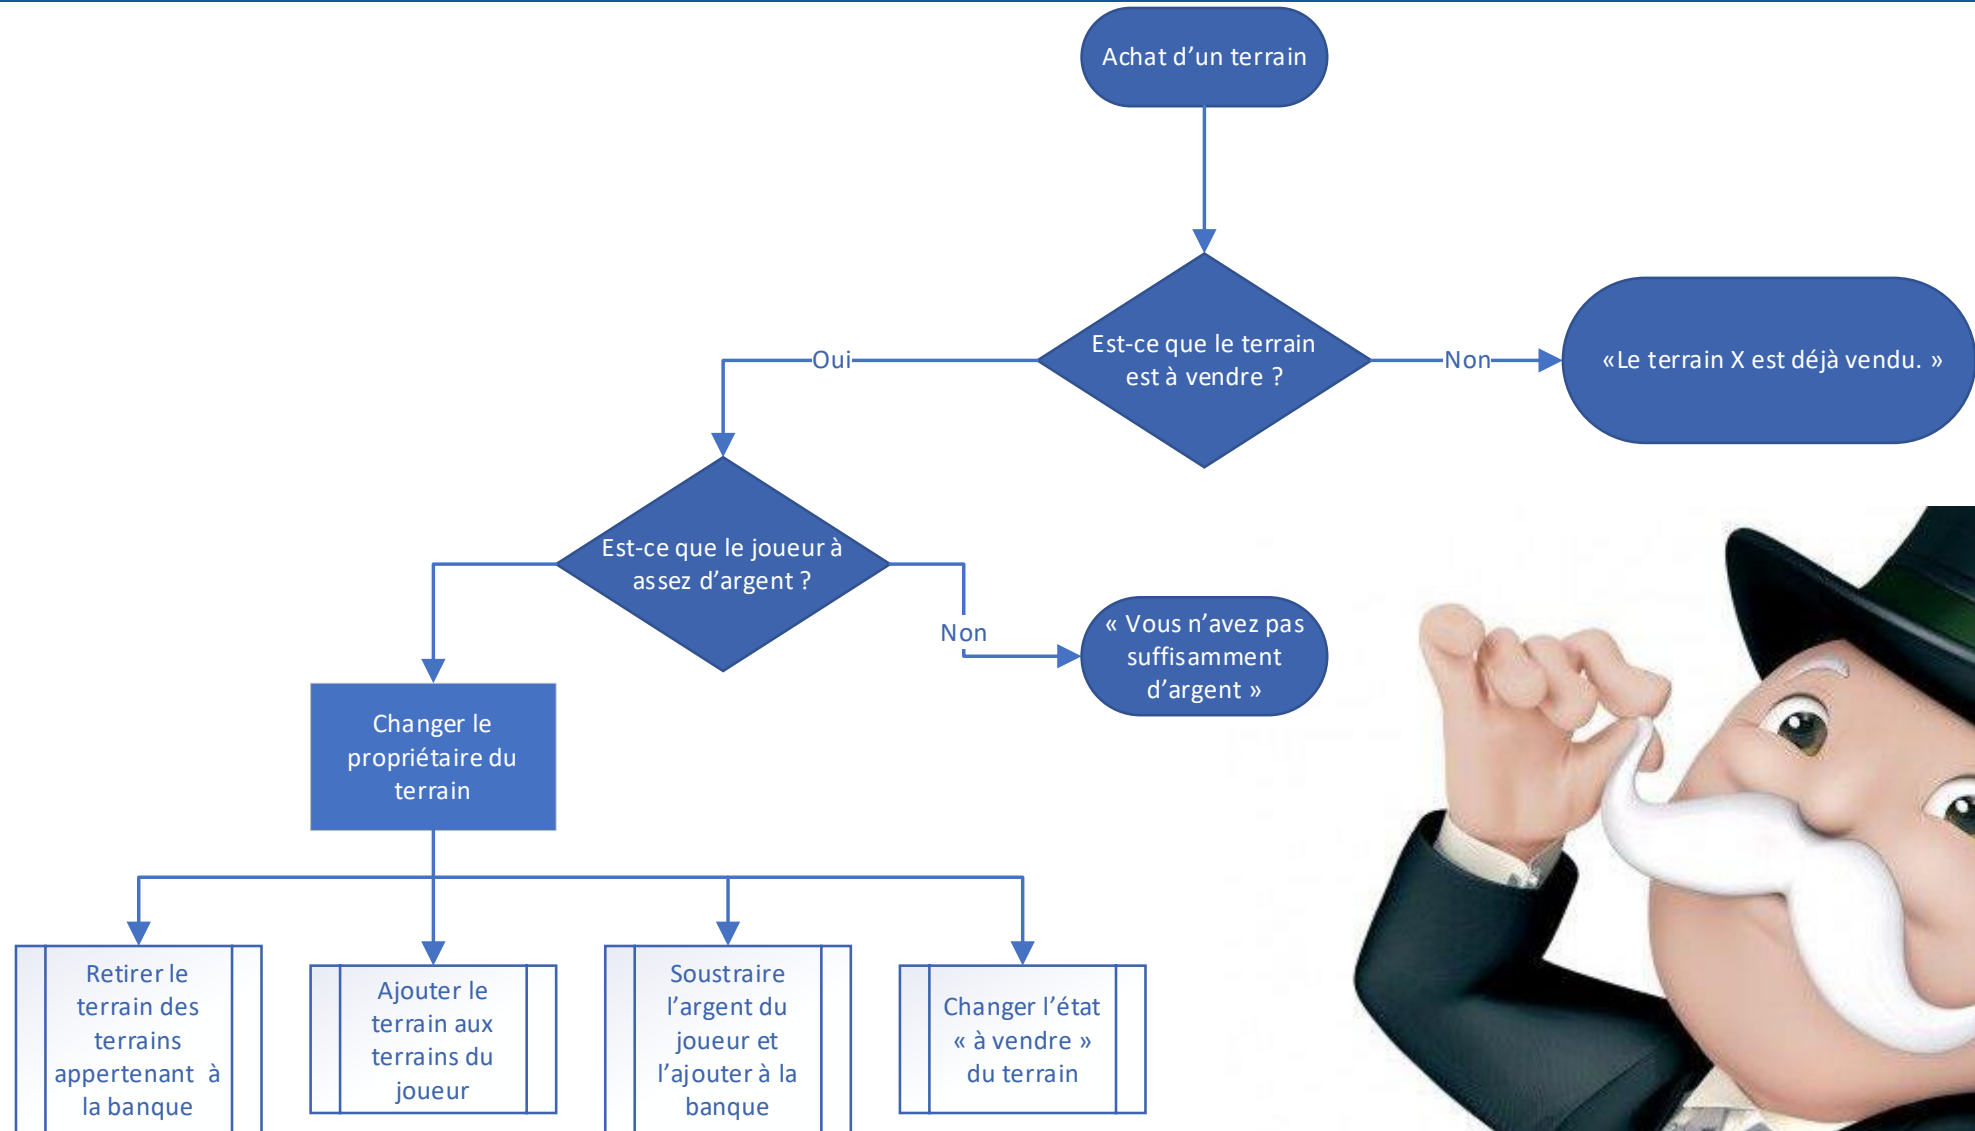 Achat d'un terrain
Est-ce que le terrain
est à vendre ?
Oui
Non
«Le terrain X est déjà vendu. »
Est-ce que le joueur à
assez d'argent ?
Non
« Vous n'avez pas
suffisamment
d'argent »
Changer le
propriétaire du
terrain
Retirer le
terrain des
terrains
appertenant à
la banque
Ajouter le
terrain aux
terrains du
joueur
Soustraire
l'argent du
joueur et
l'ajouter à la
banque
Changer l'état
« à vendre »
du terrain